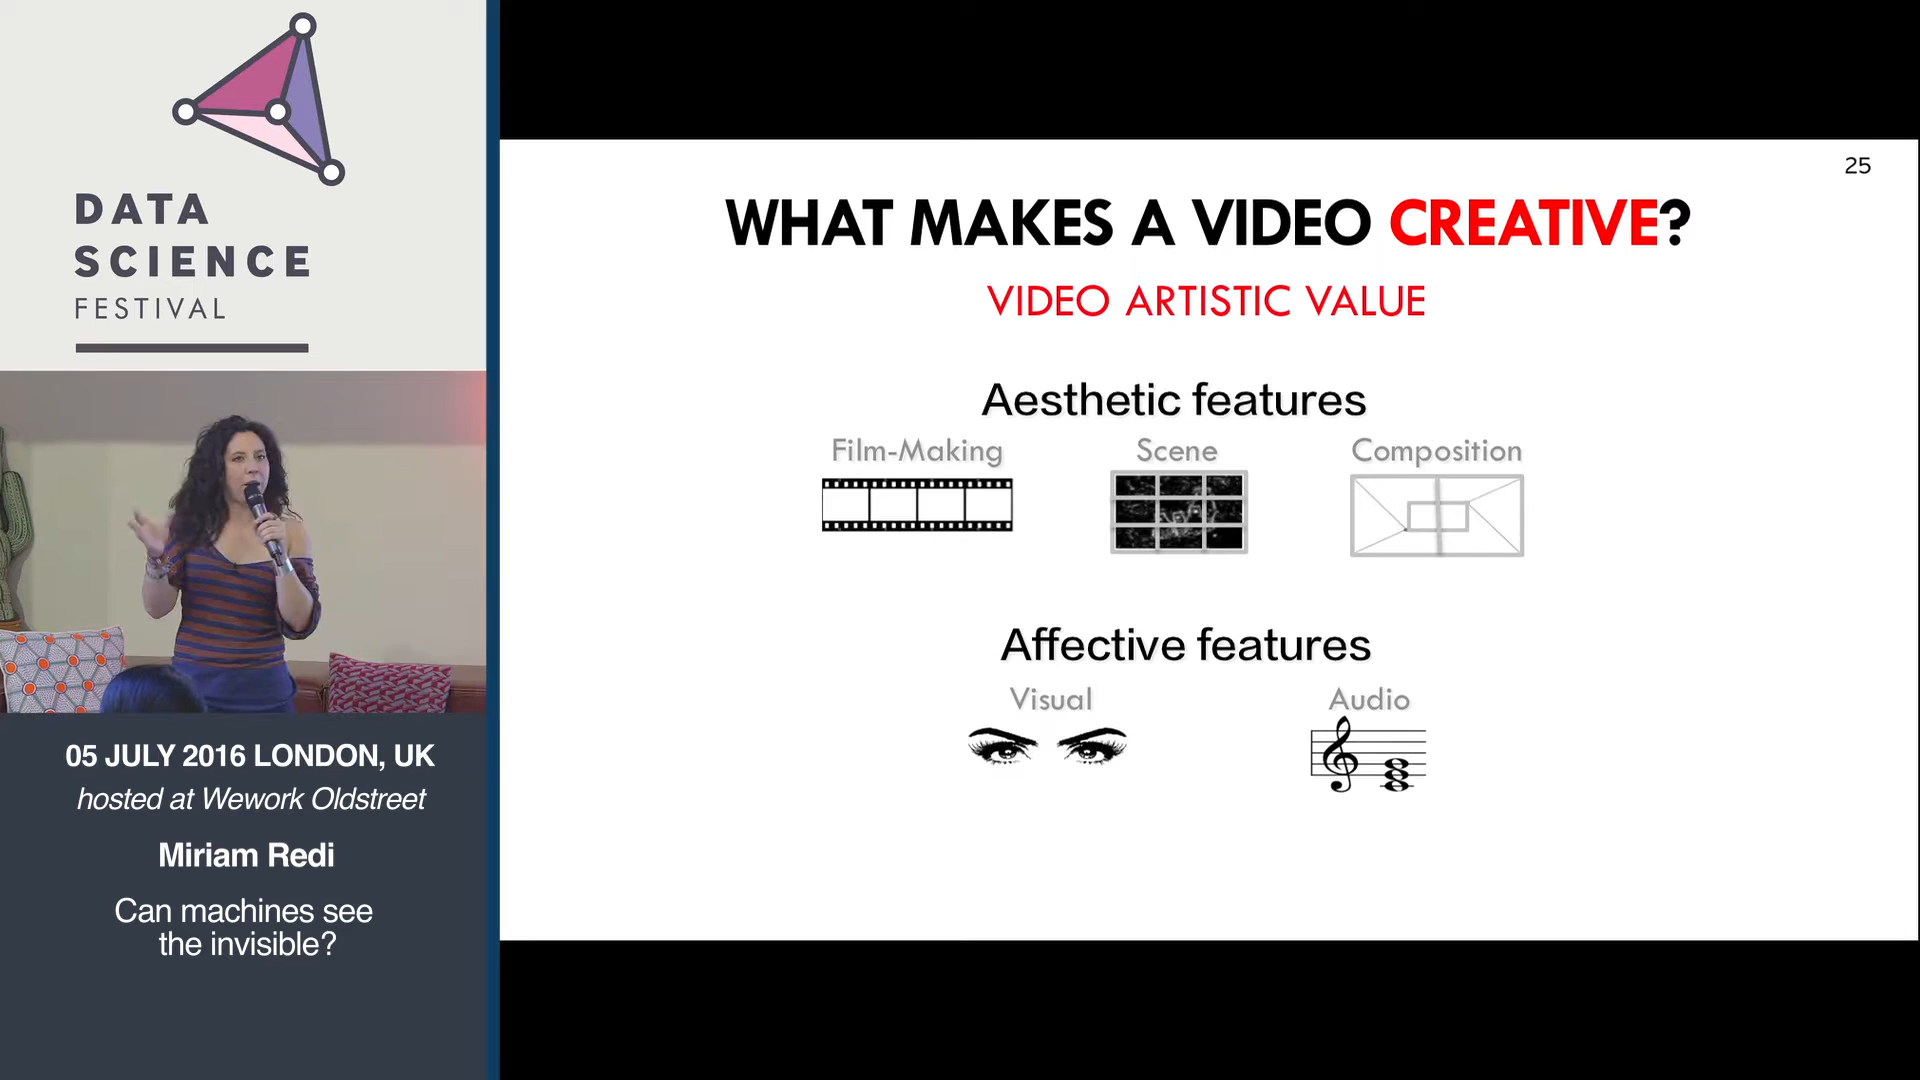 DATA
SCIENCE
FESTIVAL
05 JULY 2016 LONDON, UK
hosted at Wework Oldstreet
Miriam Redi
Can machines see
the invisible?
25
WHAT MAKES A VIDEO CREATIVE?
VIDEO ARTISTIC VALUE
Aesthetic features
Film-Making Scene Composition
Affective features
Visual Audio